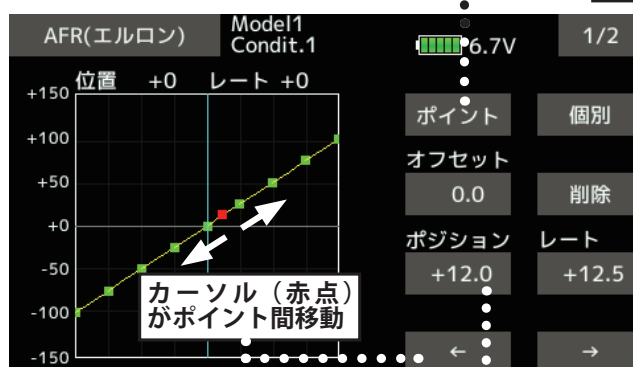 AFR(エルロン)
Model1
Condit.1
6.7V
1/2
位置 +0 レート +0
+150
+100
+50
+0
-50
-100
-150
カーソル（赤点）
がポイント間移動
ポイント
個別
オフセット
0.0
削除
ポジション
レート
+12.0
+12.5
←
→